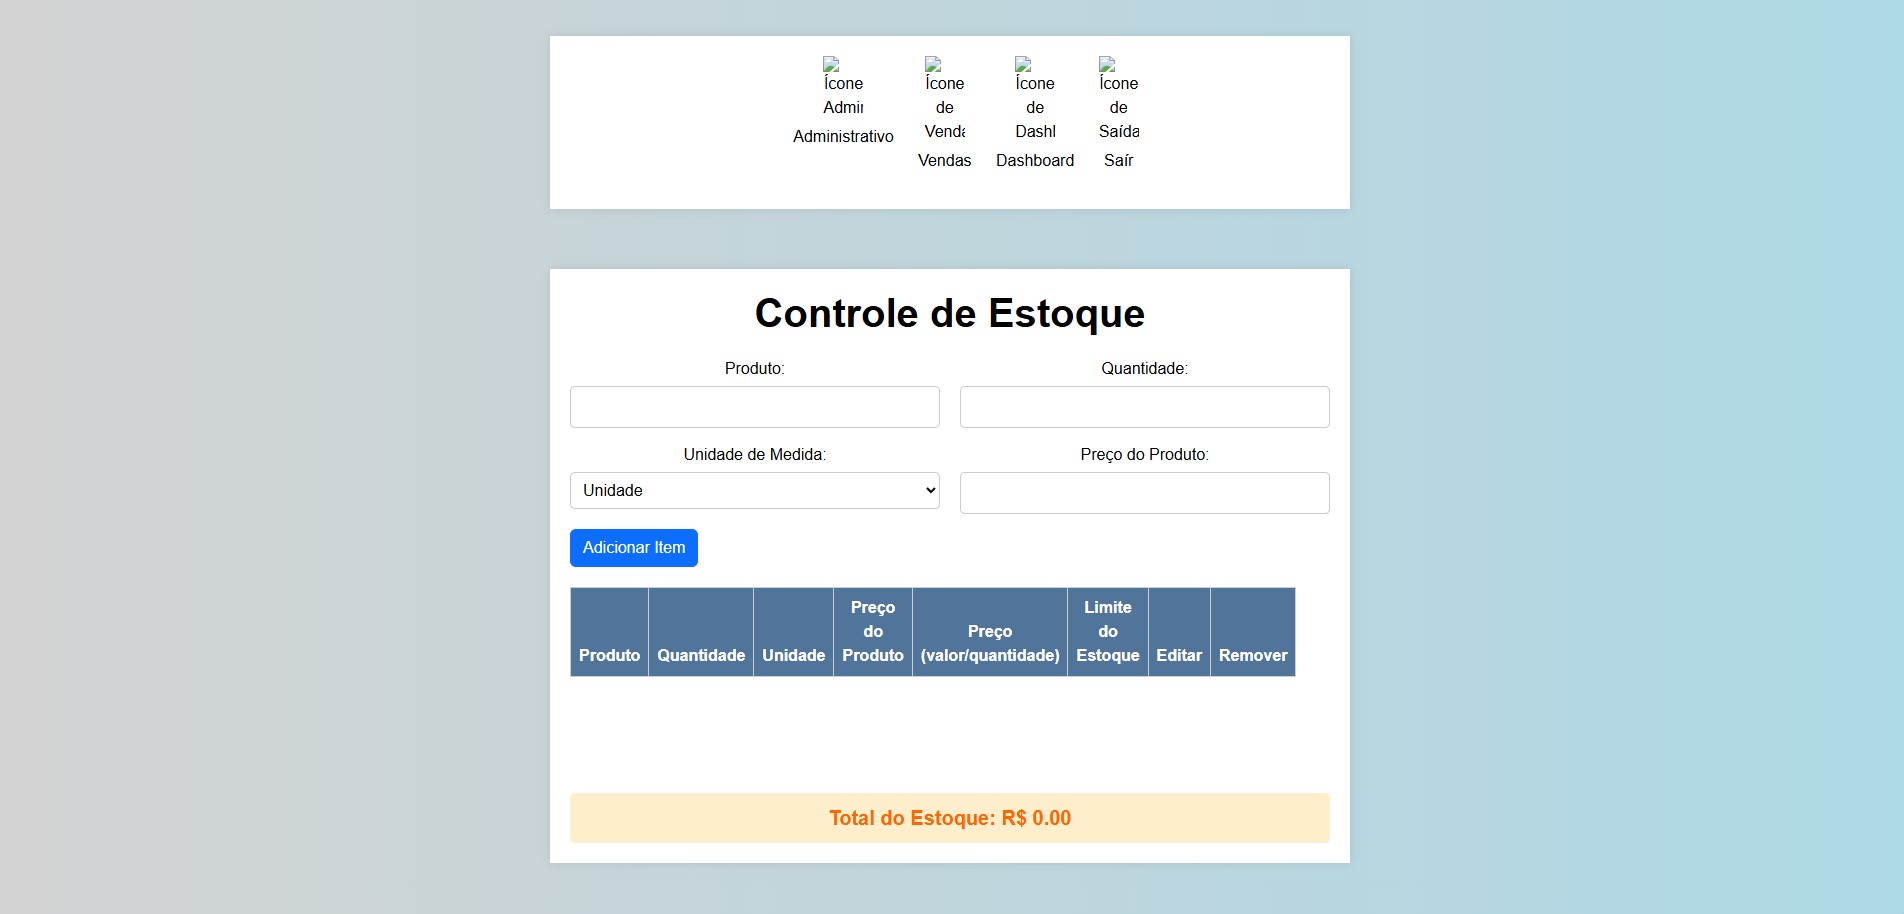 Ícone
Admir
Administrativo
Ícone
de
Venda
Vendas
Ícone
de
Dashl
Dashboard
Ícone
de
Saída
Saír
Controle de Estoque
Produto:
Quantidade:
Unidade de Medida:
Preço do Produto:
Unidade
Adicionar Item
Produto
Quantidade
Unidade
Preço
do
Produto
Preço
(valor/quantidade)
Limite
do
Estoque
Editar
Remover
Total do Estoque: R$ 0.00